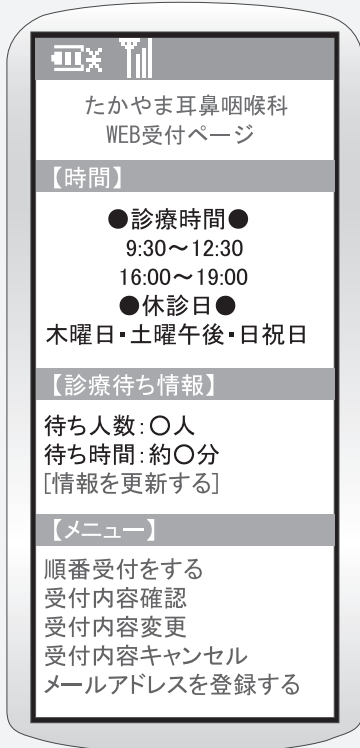 たかやま耳鼻咽喉科
WEB受付ページ
【時間】
●診療時間●
9:30～12:30
16:00～19:00
●休診日●
木曜日・土曜午後・日祝日
【診療待ち情報】
待ち人数:〇人
待ち時間:約〇分
[情報を更新する]
【メニュー】
順番受付をする
受付内容確認
受付内容変更
受付内容キャンセル
メールアドレスを登録する